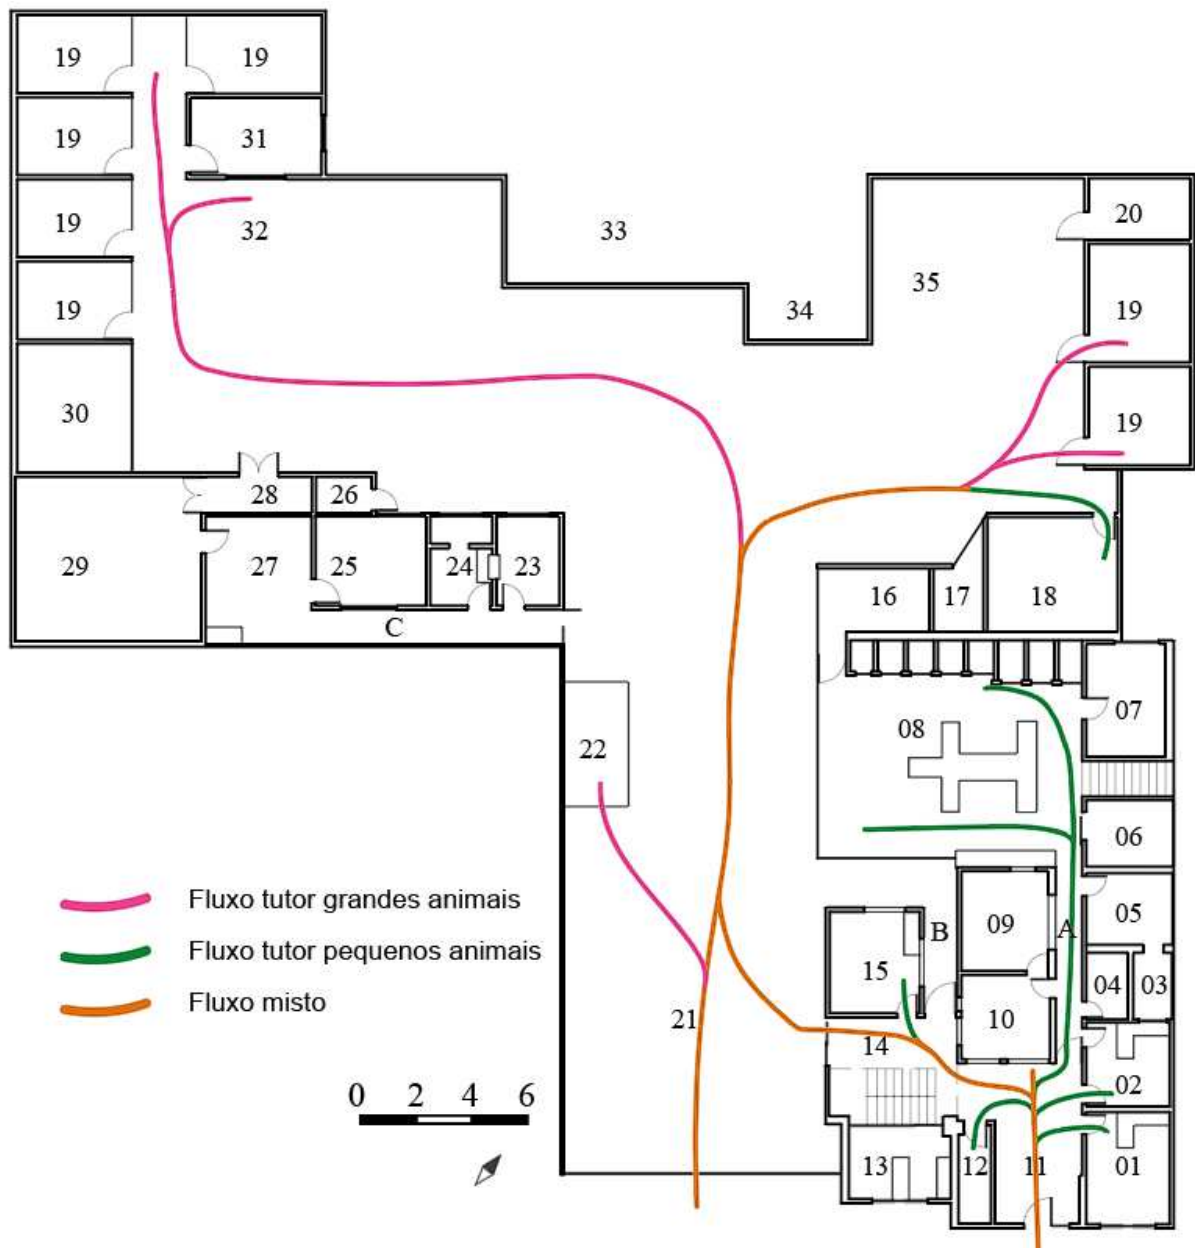 19 19
19 31
19 32 33 20
19 34 35 19
30 19
29 28 26
27 25 24 23 16 17 18
C
22 08 07
06
Fluxo tutor grandes animais
Fluxo tutor pequenos animais
Fluxo misto
09 05
B A
15 04 03
21 14 10 02
0 2 4 6
13 12 11 01